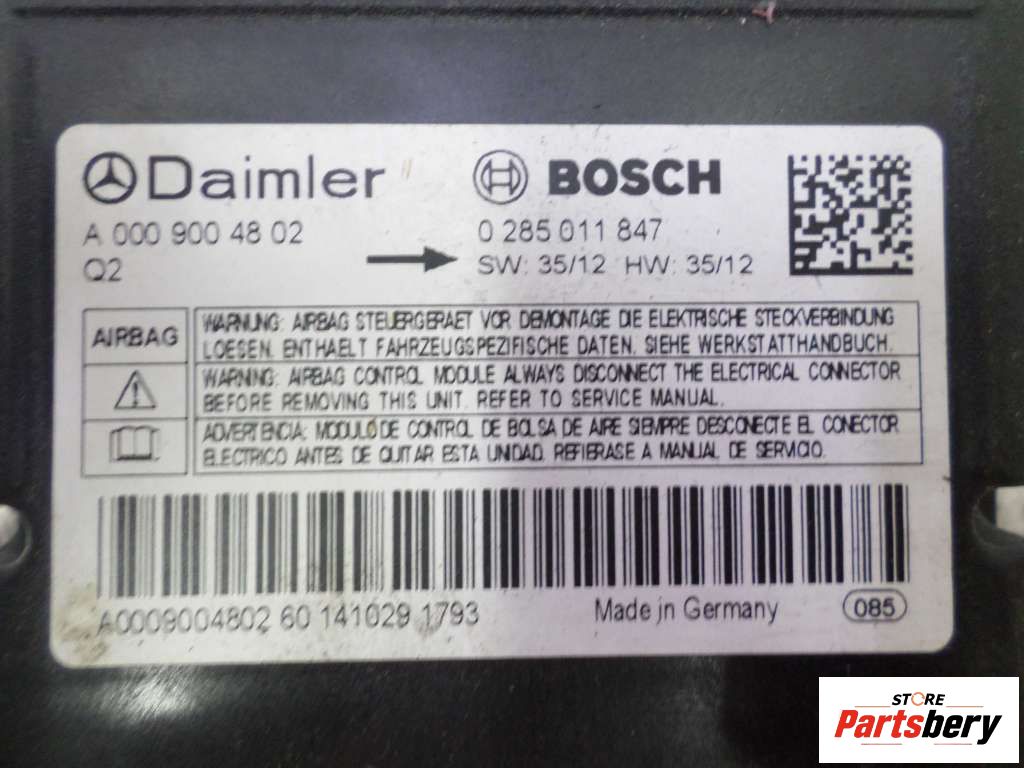 Daimler
BOSCH
A 000 900 48 02
0 285 011 847
Q2
SW: 35/12 HW: 35/12
AIRBAG
WARNUNG: AIRBAG STEUERGERAET VOR DEMONTAGE DIE ELEKTRISCHE STECKVERBINDUNG
LOESEN. ENTHAELT FAHRZEUGSPEZIFISCHE DATEN. SIEHE WERKSTATTHANDBUCH.
WARNING: AIRBAG CONTROL MODULE ALWAYS DISCONNECT THE ELECTRICAL CONNECTOR
BEFORE REMOVING THIS UNIT. REFER TO SERVICE MANUAL.
ADVERTENCIA: MODULO DE CONTROL DE BOLSA DE AIRE SIEMPRE DESCONECTE EL CONECTOR
ELECTRICO ANTES DE QUITAR ESTA UNIDAD. REFIERASE A MANUAL DE SERVICIO.
A0009004802 60 141029 1793
Made in Germany
085
STORE
Partsbery